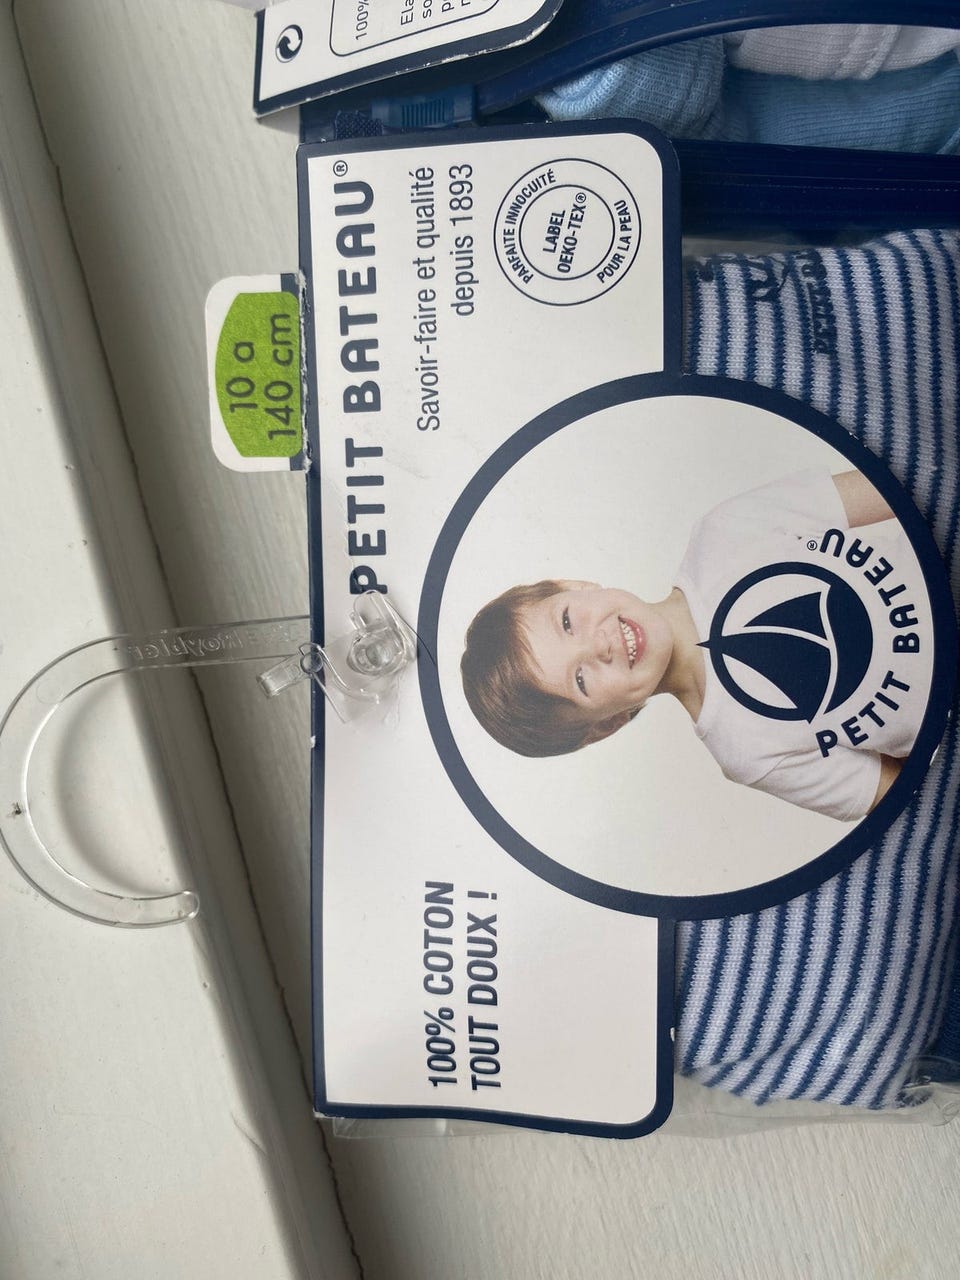 100%
10 a
140 cm
PETIT BATEAU®
Savoir-faire et qualité
depuis 1893
PARFAITE INNOCUITÉ
LABEL
OEKO-TEX®
POUR LA PEAU
100% COTON
TOUT DOUX !
PETIT BATEAU®